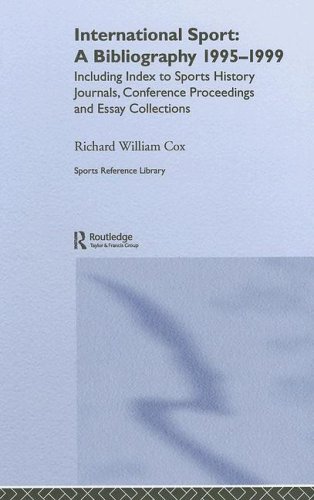 International Sport:
A Bibliography 1995–1999
Including Index to Sports History
Journals, Conference Proceedings
and Essay Collections
Richard William Cox
Sports Reference Library
R Routledge
Taylor & Francis Group